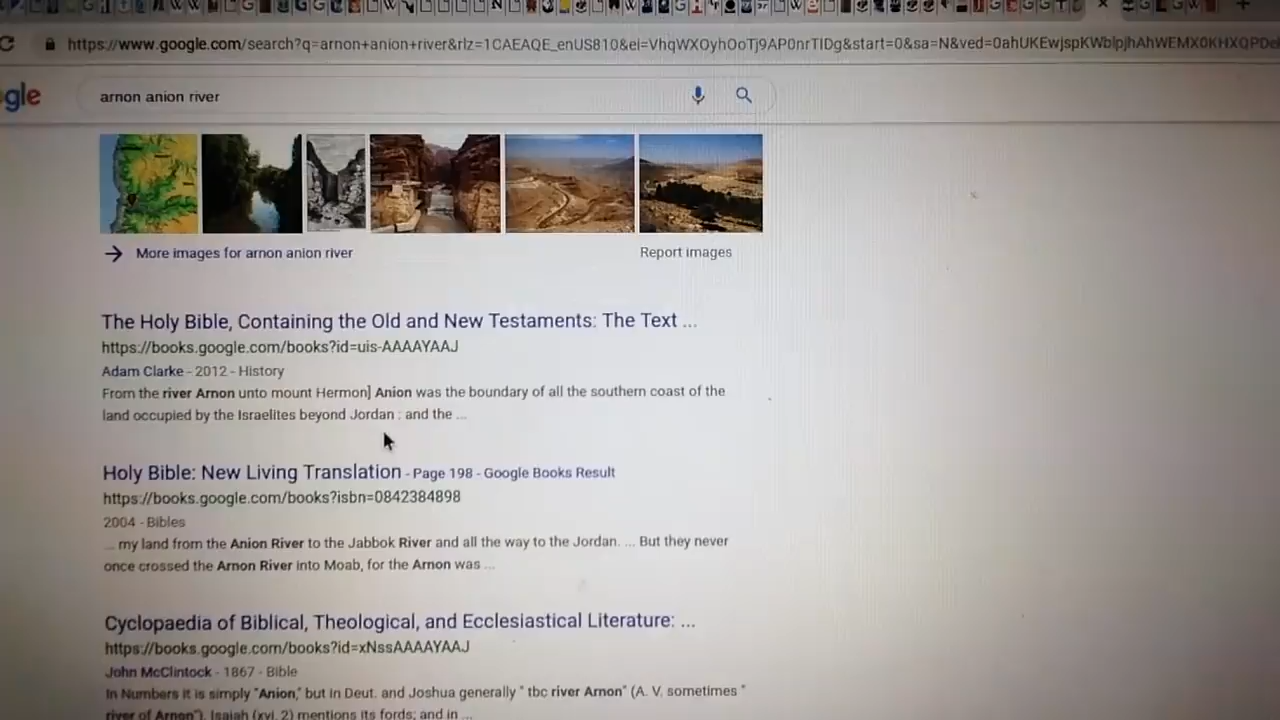 https://www.google.com/search?q=arnon+anion+river&rlz=1CAEAQE_enUS810&ei=VhqWXOyhOoTj9AP0nrTIDg&start=0&sa=N&ved=0ahUKEwjspKWblpjhAhWEMX0KHXQPDe
gle
arnon anion river
More images for arnon anion river
Report images
The Holy Bible, Containing the Old and New Testaments: The Text ...
https://books.google.com/books?id=uis-AAAAYAAJ
Adam Clarke - 2012 - History
From the river Arnon unto mount Hermon] Anion was the boundary of all the southern coast of the
land occupied by the Israelites beyond Jordan : and the ...
Holy Bible: New Living Translation - Page 198 - Google Books Result
https://books.google.com/books?isbn=0842384898
2004 - Bibles
... my land from the Anion River to the Jabbok River and all the way to the Jordan. ... But they never
once crossed the Arnon River into Moab, for the Arnon was ...
Cyclopaedia of Biblical, Theological, and Ecclesiastical Literature: ...
https://books.google.com/books?id=xNssAAAAYAAJ
John McClintock - 1867 - Bible
In Numbers it is simply "Anion," but in Deut. and Joshua generally " tbc river Arnon" (A. V. sometimes "
river of Arnon"). Isaiah (xvi. 2) mentions its fords; and in ...